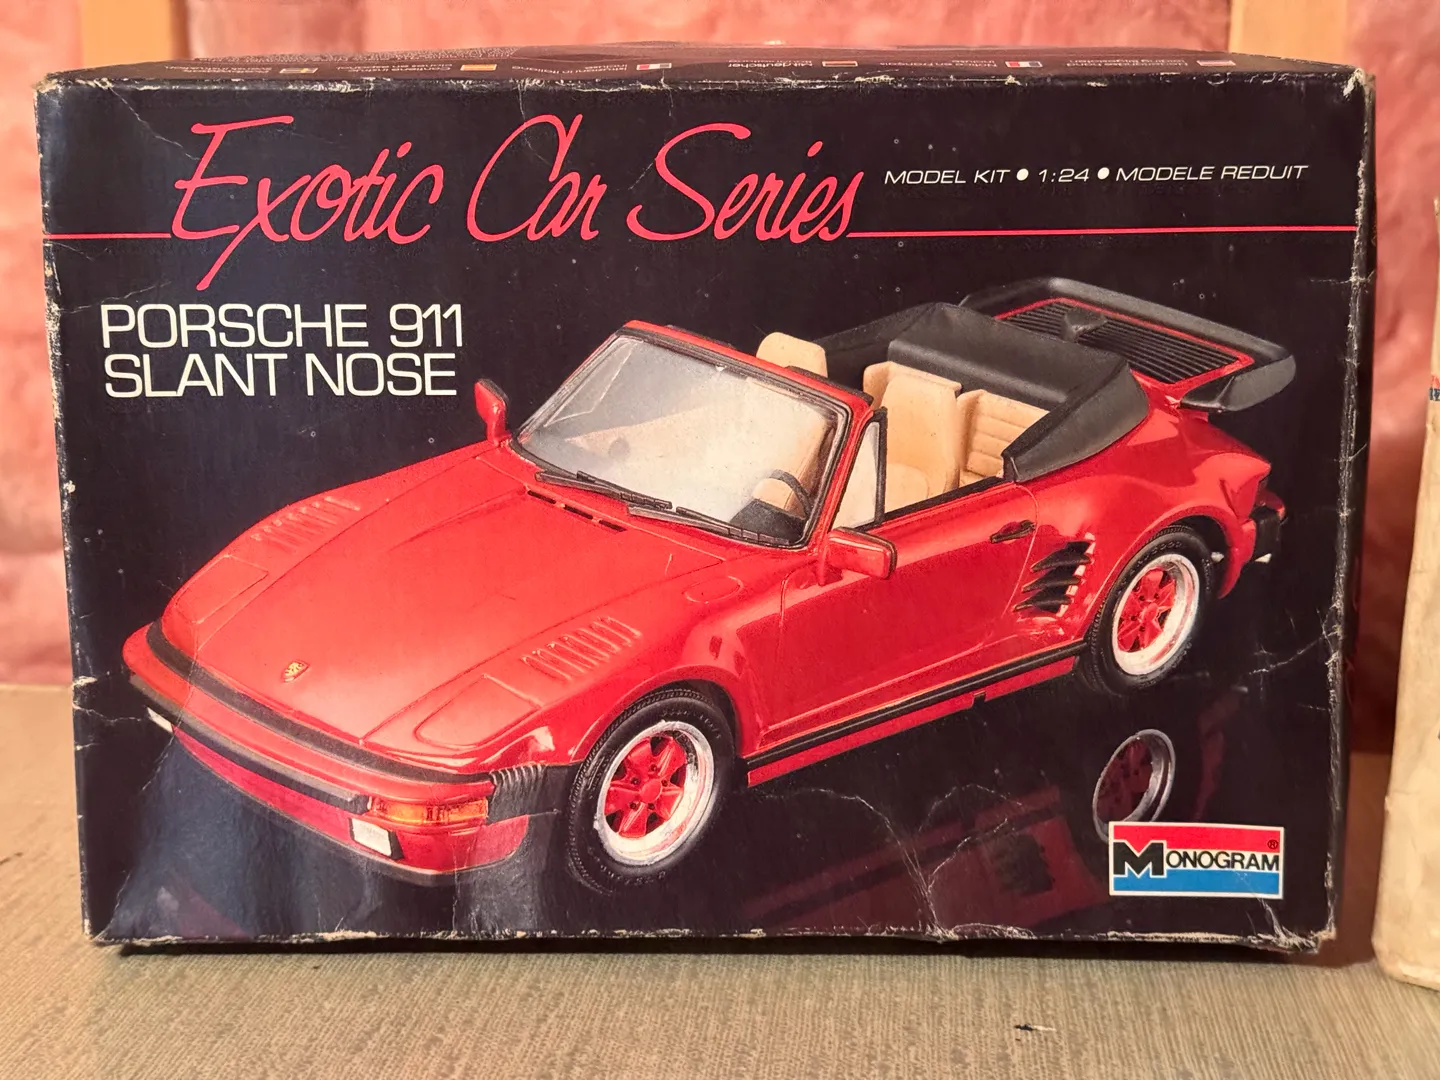 Exotic Car Series
MODEL KIT • 1:24 • MODELE REDUIT
PORSCHE 911
SLANT NOSE
MONOGRAM®